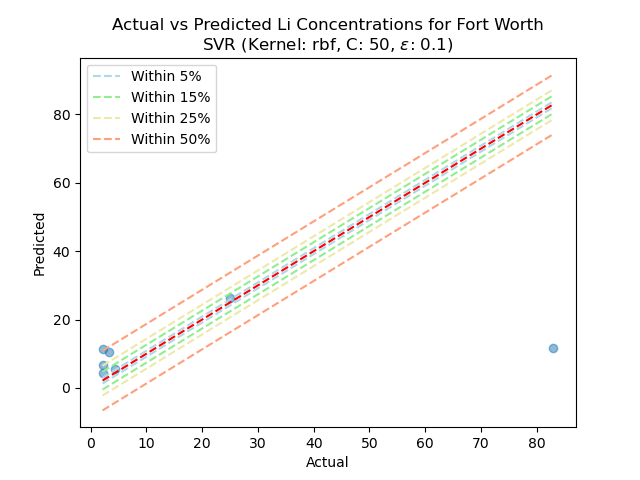 Actual vs Predicted Li Concentrations for Fort Worth
SVR (Kernel: rbf, C: 50, ε: 0.1)
Within 5%
Within 15%
Within 25%
Within 50%
Predicted
80
60
40
20
0
0 10 20 30 40 50 60 70 80
Actual